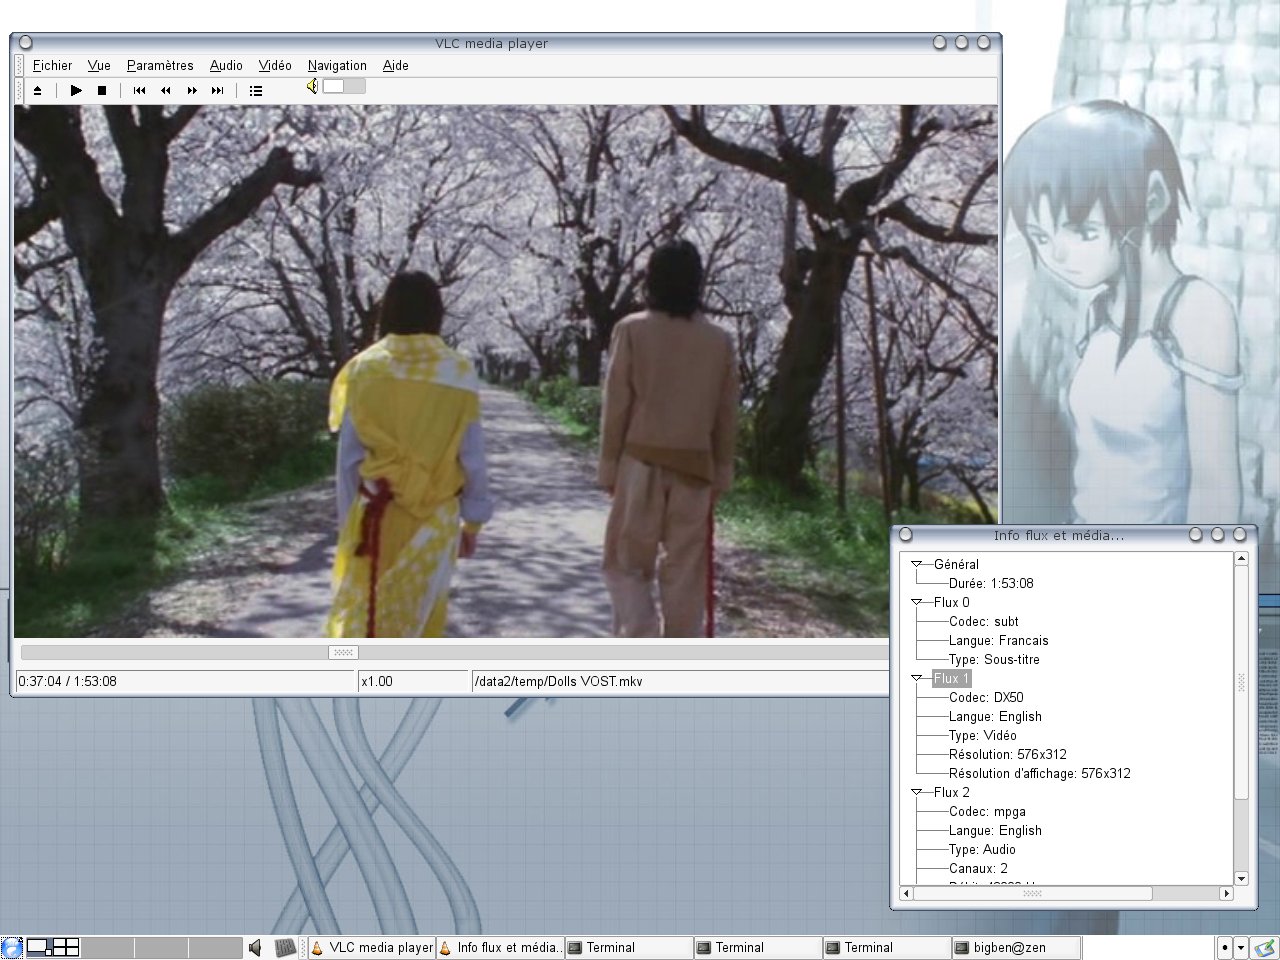 VLC media player
Fichier Vue Paramètres Audio Vidéo Navigation Aide
0:37:04 / 1:53:08 x1.00 /data2/temp/Dolls VOST.mkv
Info flux et média...
Général
Durée: 1:53:08
Flux 0
Codec: subt
Langue: Francais
Type: Sous-titre
Flux 1
Codec: DX50
Langue: English
Type: Vidéo
Résolution: 576x312
Résolution d'affichage: 576x312
Flux 2
Codec: mpga
Langue: English
Type: Audio
Canaux: 2
VLC media player Info flux et média... Terminal Terminal Terminal bigben@zen